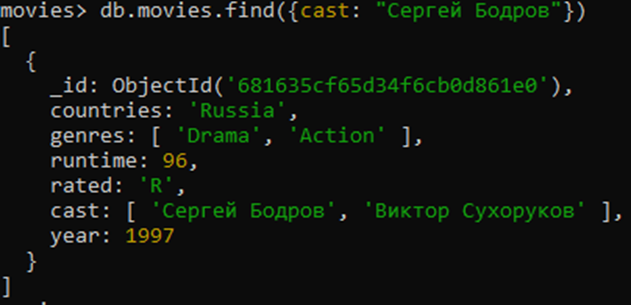 movies> db.movies.find({cast: "Сергей Бодров"})
[
  {
    _id: ObjectId('681635cf65d34f6cb0d861e0'),
    countries: 'Russia',
    genres: [ 'Drama', 'Action' ],
    runtime: 96,
    rated: 'R',
    cast: [ 'Сергей Бодров', 'Виктор Сухоруков' ],
    year: 1997
  }
]